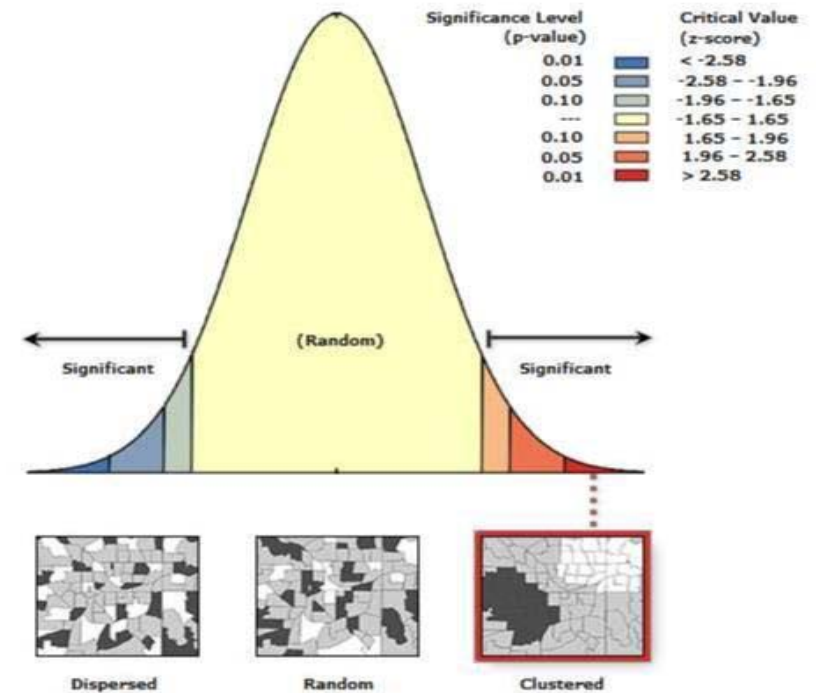 Significance Level
(p-value)
Critical Value
(z-score)
0.01 < -2.58
0.05 -2.58 - -1.96
0.10 -1.96 - -1.65
--- -1.65 - 1.65
0.10 1.65 - 1.96
0.05 1.96 - 2.58
0.01 > 2.58
(Random)
Significant
Significant
Dispersed
Random
Clustered